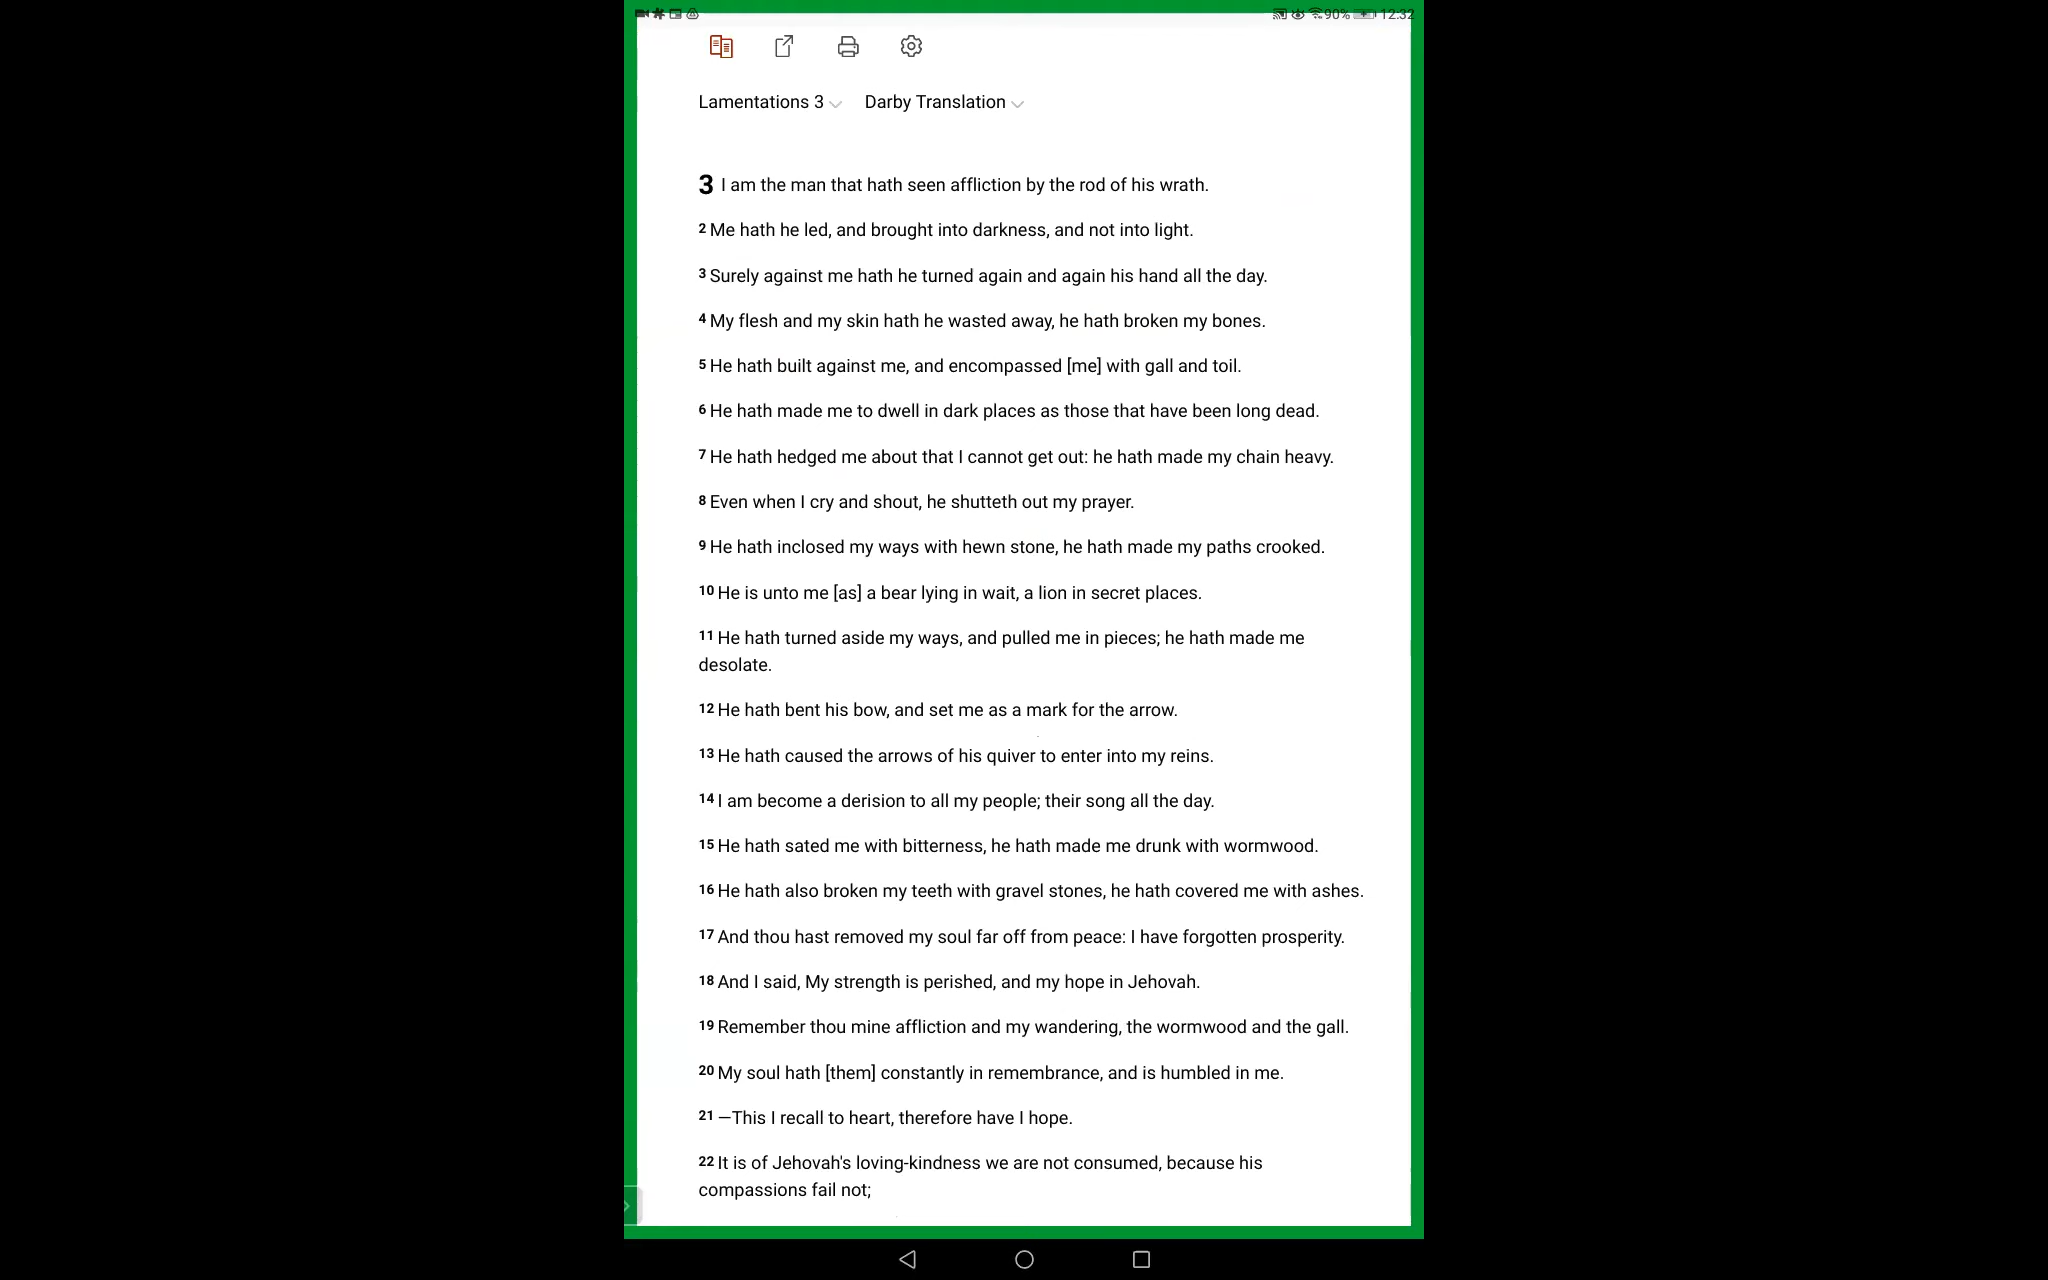 90% 12:32
Lamentations 3 Darby Translation
3 I am the man that hath seen affliction by the rod of his wrath.
2 Me hath he led, and brought into darkness, and not into light.
3 Surely against me hath he turned again and again his hand all the day.
4 My flesh and my skin hath he wasted away, he hath broken my bones.
5 He hath built against me, and encompassed [me] with gall and toil.
6 He hath made me to dwell in dark places as those that have been long dead.
7 He hath hedged me about that I cannot get out: he hath made my chain heavy.
8 Even when I cry and shout, he shutteth out my prayer.
9 He hath inclosed my ways with hewn stone, he hath made my paths crooked.
10 He is unto me [as] a bear lying in wait, a lion in secret places.
11 He hath turned aside my ways, and pulled me in pieces; he hath made me
desolate.
12 He hath bent his bow, and set me as a mark for the arrow.
13 He hath caused the arrows of his quiver to enter into my reins.
14 I am become a derision to all my people; their song all the day.
15 He hath sated me with bitterness, he hath made me drunk with wormwood.
16 He hath also broken my teeth with gravel stones, he hath covered me with ashes.
17 And thou hast removed my soul far off from peace: I have forgotten prosperity.
18 And I said, My strength is perished, and my hope in Jehovah.
19 Remember thou mine affliction and my wandering, the wormwood and the gall.
20 My soul hath [them] constantly in remembrance, and is humbled in me.
21 —This I recall to heart, therefore have I hope.
22 It is of Jehovah's loving-kindness we are not consumed, because his
compassions fail not;